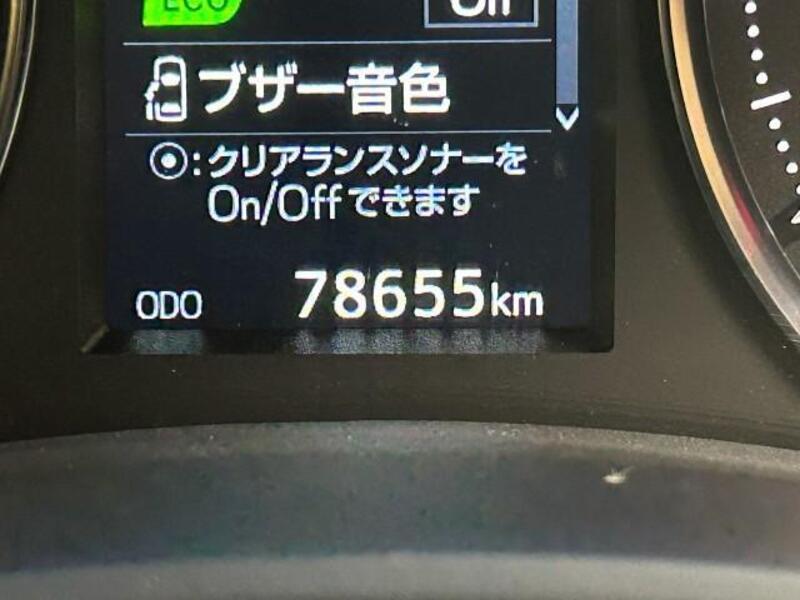 ECO
On
ブザー音色
:クリアランスソナーを
On/Offできます
ODO 78655km